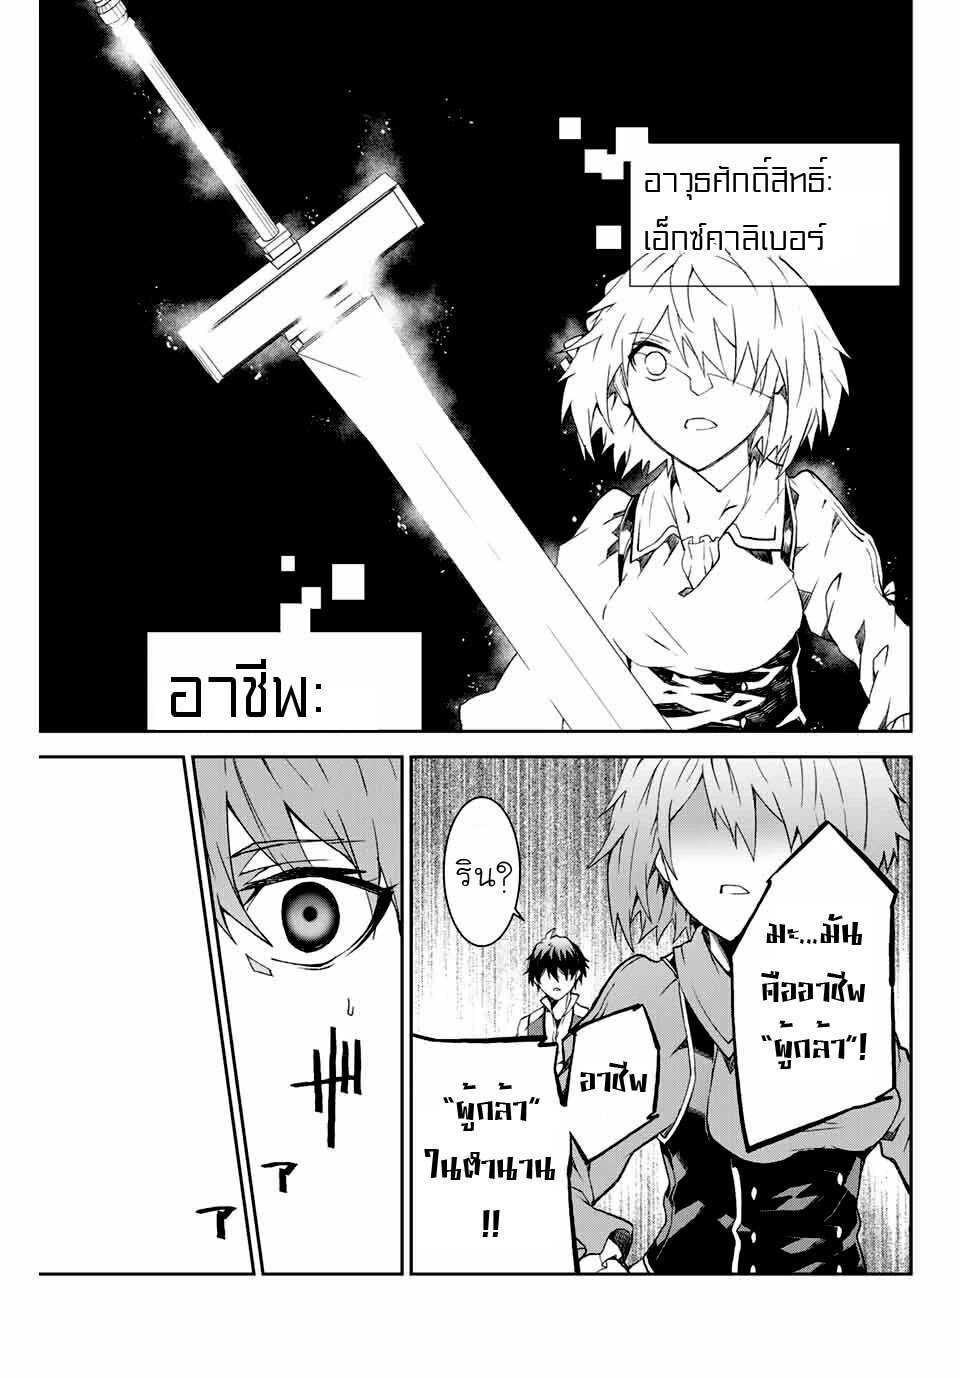 อาวุธศักดิ์สิทธิ์:
เอ็กซ์คาลิเบอร์
อาชีพ:
มะ...มัน
คืออาชีพ
“ผู้กล้า”!
ริน?
อาชีพ
“ผู้กล้า”
ในตำนาน
!!
ア
ア